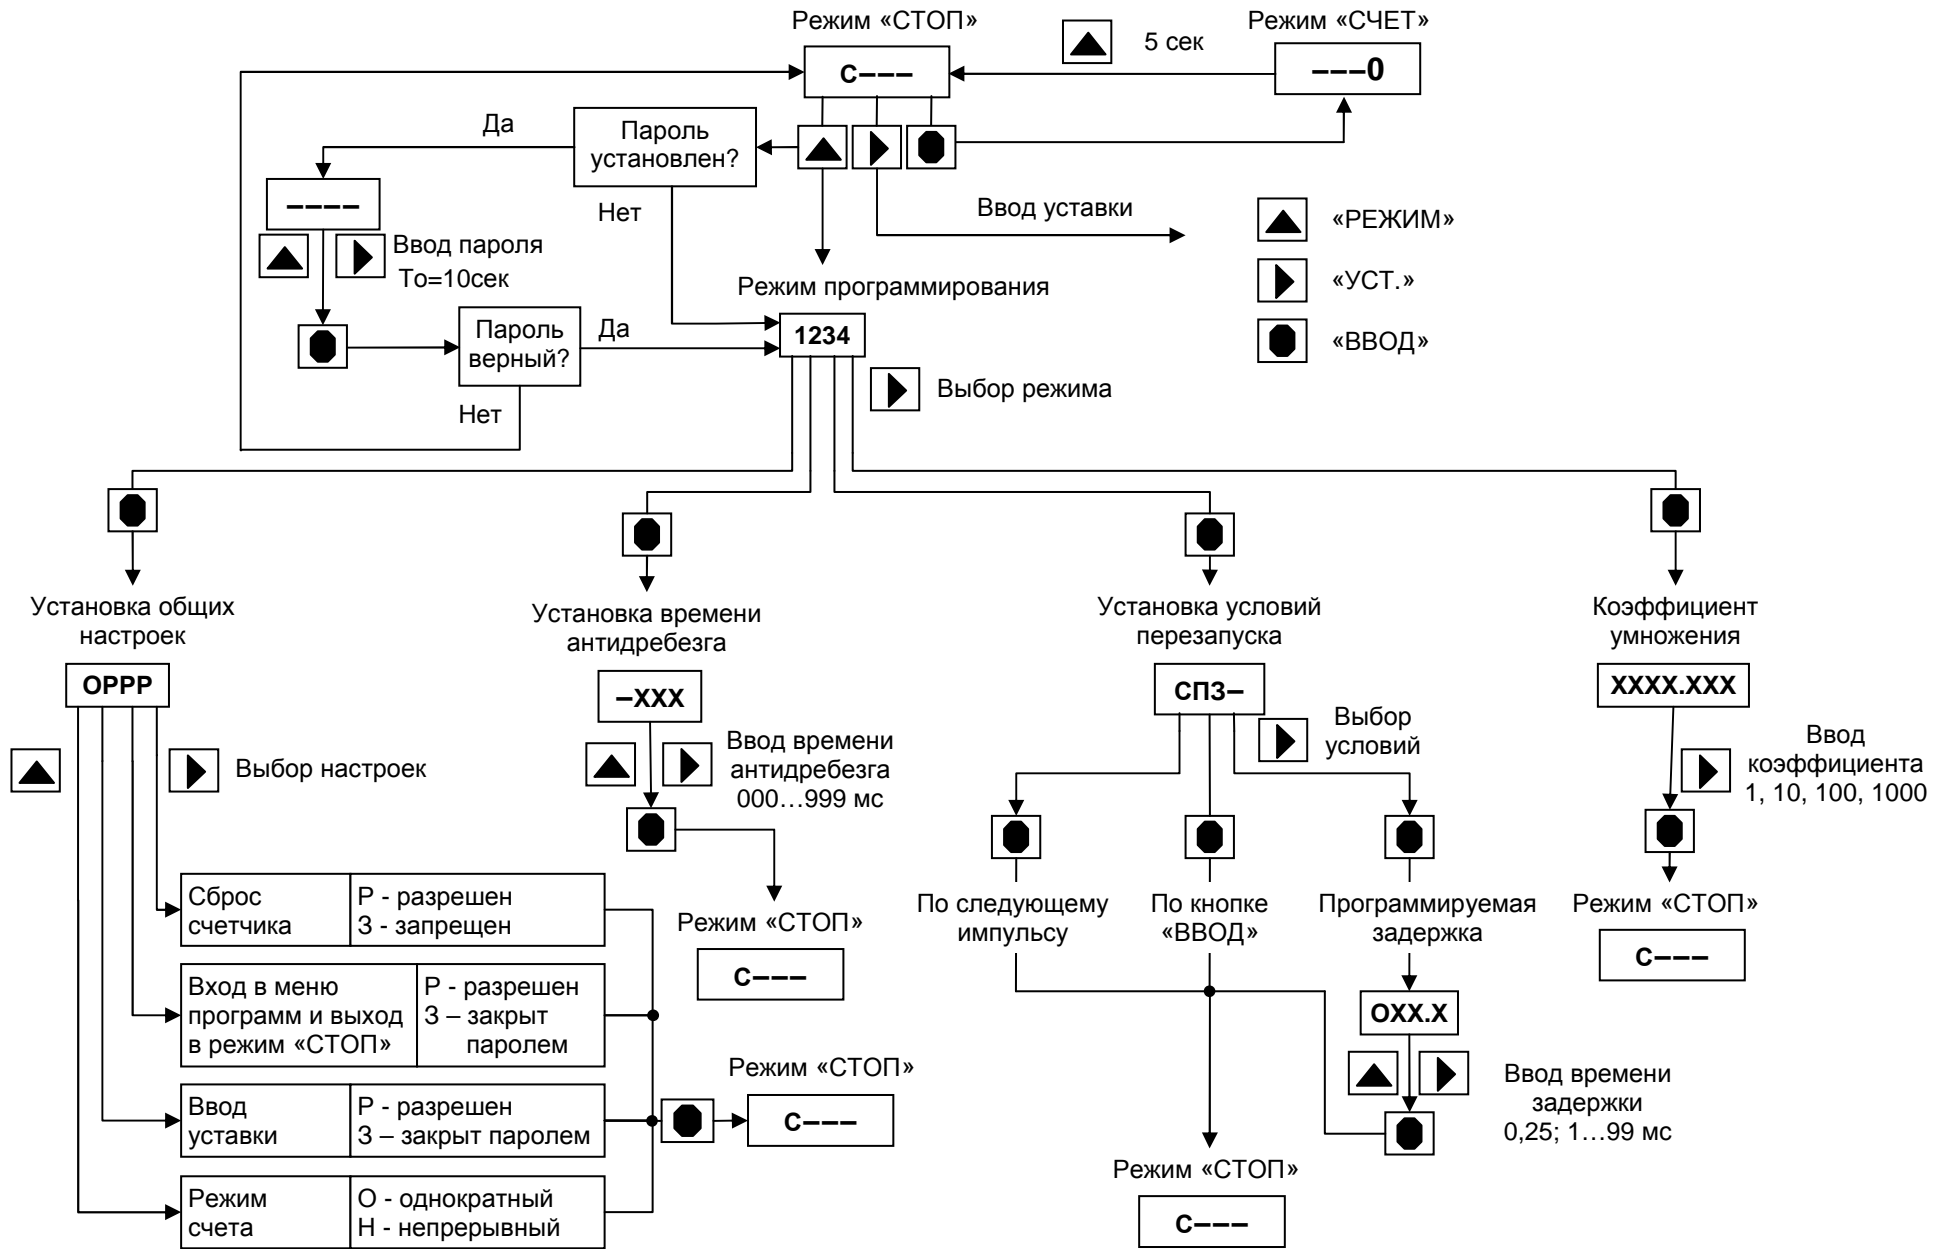 Режим «СТОП»
5 сек
Режим «СЧЕТ»
С–––
–––0
Да
Пароль
установлен?
Нет
––––
Ввод пароля
То=10сек
Ввод уставки
«РЕЖИМ»
«УСТ.»
«ВВОД»
Режим программирования
1234
Пароль
верный?
Да
Нет
Выбор режима
Установка общих
настроек
ОРРР
Выбор настроек
Установка времени
антидребезга
–ХХХ
Ввод времени
антидребезга
000…999 мс
Режим «СТОП»
С–––
Установка условий
перезапуска
СПЗ–
Выбор
условий
По следующему
импульсу
По кнопке
«ВВОД»
Программируемая
задержка
ОХХ.Х
Ввод времени
задержки
0,25; 1…99 мс
Режим «СТОП»
С–––
Коэффициент
умножения
ХХХХ.ХХХ
Ввод
коэффициента
1, 10, 100, 1000
Режим «СТОП»
С–––
Сброс
счетчика
Р - разрешен
З - запрещен
Вход в меню
программ и выход
в режим «СТОП»
Р - разрешен
З – закрыт
паролем
Ввод
уставки
Р - разрешен
З – закрыт паролем
Режим
счета
О - однократный
Н - непрерывный
Режим «СТОП»
С–––